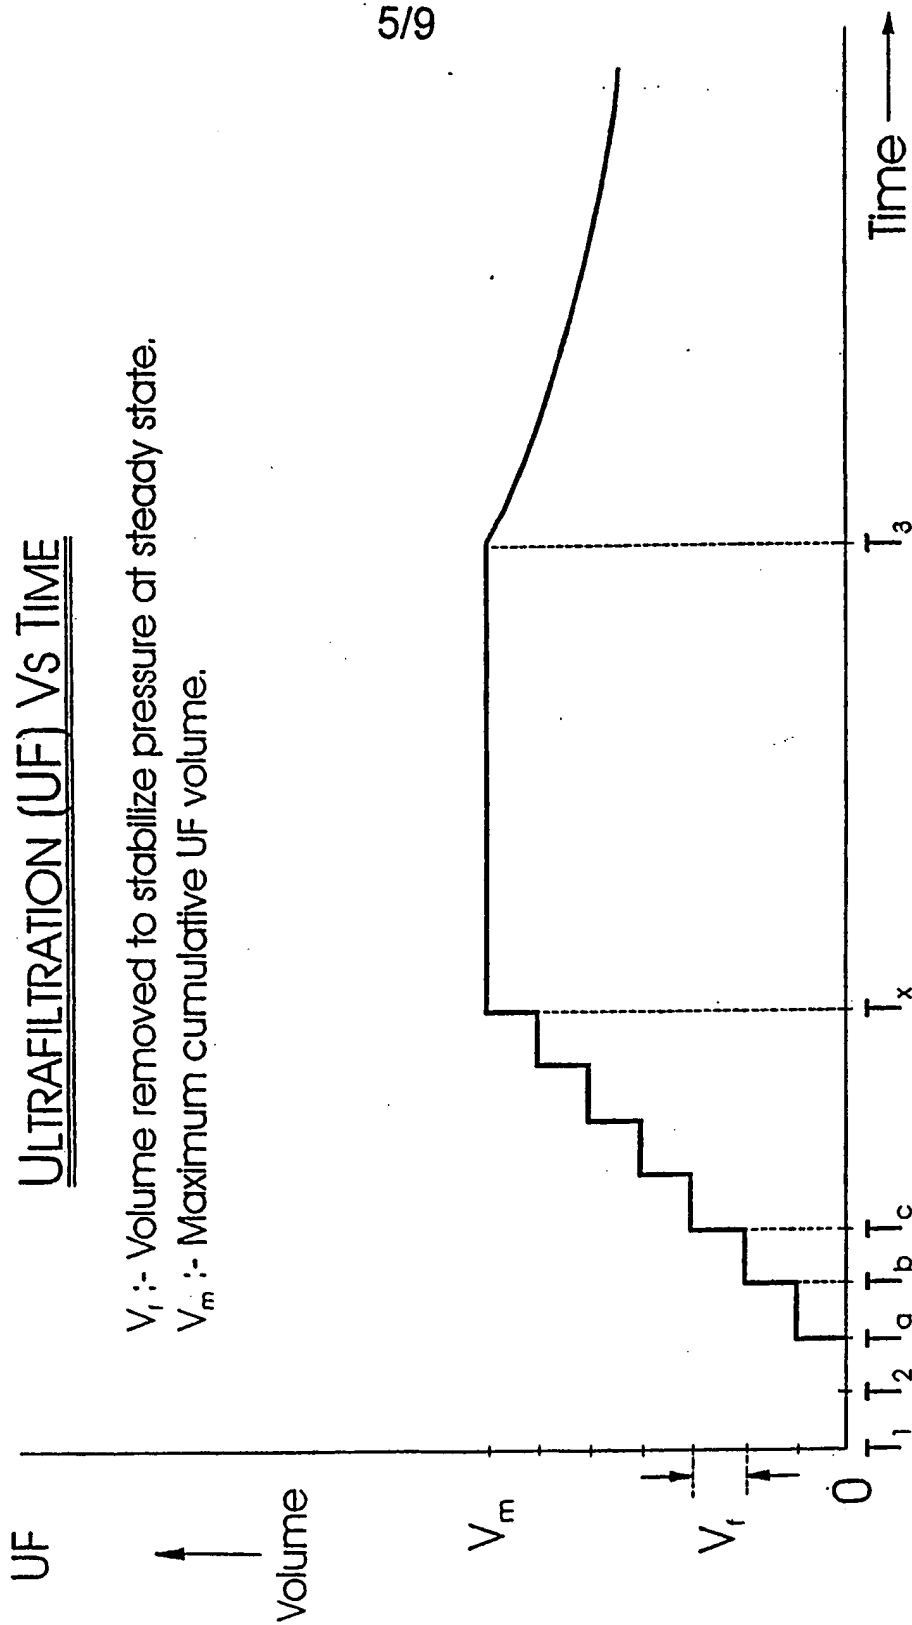 5/9
ULTRAFILTRATION (UF) Vs TIME
Vf :- Volume removed to stabilize pressure at steady state.
Vm :- Maximum cumulative UF volume.
UF
Volume
Vm
Vf
0
T1 T2 Ta Tb Tc Tx T3
Time